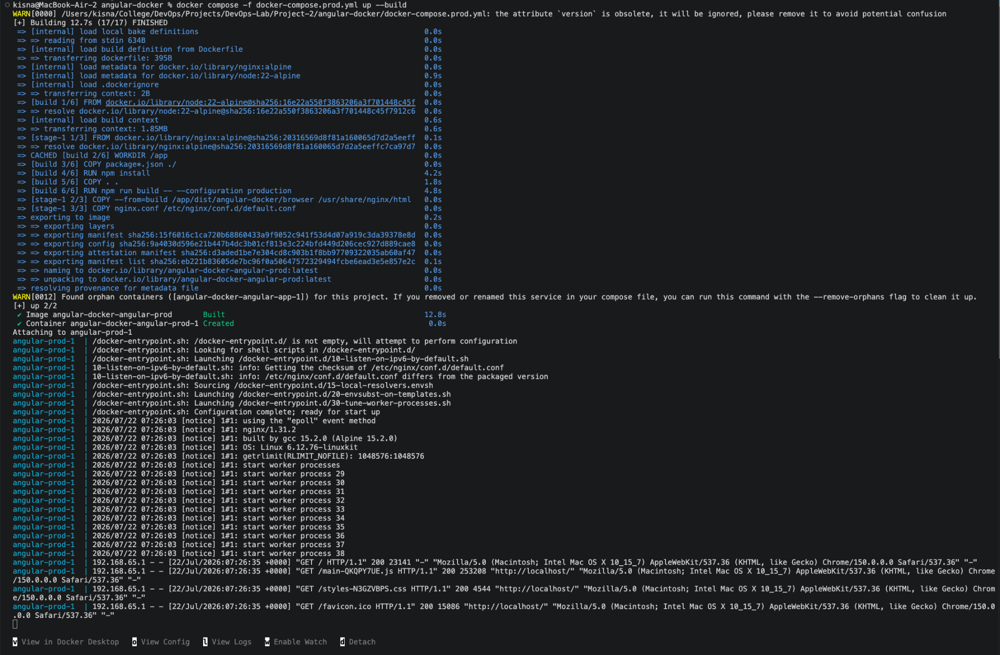 kisna@MacBook-Air-2 angular-docker % docker compose -f docker-compose.prod.yml up --build
WARN[0000] /Users/kisna/College/DevOps/Projects/DevOps-Lab/Project-2/angular-docker/docker-compose.prod.yml: the attribute `version` is obsolete, it will be ignored, please remove it to avoid potential confusion
[+] Building 12.7s (17/17) FINISHED
=> [internal] load local bake definitions 0.0s
=> => reading from stdin 634B 0.0s
=> [internal] load build definition from Dockerfile 0.0s
=> => transferring dockerfile: 395B 0.0s
=> [internal] load metadata for docker.io/library/nginx:alpine 0.0s
=> [internal] load metadata for docker.io/library/node:22-alpine 0.9s
=> [internal] load .dockerignore 0.0s
=> => transferring context: 2B 0.0s
=> [build 1/6] FROM docker.io/library/node:22-alpine@sha256:16e22a550f3863206a3f701448c45f 0.0s
=> => resolve docker.io/library/node:22-alpine@sha256:16e22a550f3863206a3f701448c45f7912c6 0.0s
=> [internal] load build context 0.6s
=> => transferring context: 1.85MB 0.6s
=> [stage-1 1/3] FROM docker.io/library/nginx:alpine@sha256:20316569d8f81a160065d7d2a5eeff 0.1s
=> => resolve docker.io/library/nginx:alpine@sha256:20316569d8f81a160065d7d2a5eeffc7ca97d7 0.0s
=> CACHED [build 2/6] WORKDIR /app 0.0s
=> [build 3/6] COPY package*.json ./ 0.0s
=> [build 4/6] RUN npm install 4.2s
=> [build 5/6] COPY . . 1.8s
=> [build 6/6] RUN npm run build -- --configuration production 4.8s
=> [stage-1 2/3] COPY --from=build /app/dist/angular-docker/browser /usr/share/nginx/html 0.0s
=> [stage-1 3/3] COPY nginx.conf /etc/nginx/conf.d/default.conf 0.0s
=> exporting to image 0.2s
=> => exporting layers 0.0s
=> => exporting manifest sha256:15f6016c1ca720b68860433a9f9052c941f53d4d07a919c3da39378e8d 0.0s
=> => exporting config sha256:9a4030d596e21b447b4dc3b01cf813e3c224bfd449d206cec927d889cae8 0.0s
=> => exporting attestation manifest sha256:d3aded1be7e304cd8c903b1f8bb97709322035ab60af47 0.0s
=> => exporting manifest list sha256:eb221b83605de7bc96f0a50647572329494fcbe6ead3e5e857e2c 0.1s
=> => naming to docker.io/library/angular-docker-angular-prod:latest 0.0s
=> => unpacking to docker.io/library/angular-docker-angular-prod:latest 0.0s
=> resolving provenance for metadata file 0.0s
WARN[0012] Found orphan containers ([angular-docker-angular-app-1]) for this project. If you removed or renamed this service in your compose file, you can run this command with the --remove-orphans flag to clean it up.
[+] up 2/2
✔ Image angular-docker-angular-prod Built 12.8s
✔ Container angular-docker-angular-prod-1 Created 0.0s
Attaching to angular-prod-1
angular-prod-1 | /docker-entrypoint.sh: /docker-entrypoint.d/ is not empty, will attempt to perform configuration
angular-prod-1 | /docker-entrypoint.sh: Looking for shell scripts in /docker-entrypoint.d/
angular-prod-1 | /docker-entrypoint.sh: Launching /docker-entrypoint.d/10-listen-on-ipv6-by-default.sh
angular-prod-1 | 10-listen-on-ipv6-by-default.sh: info: Getting the checksum of /etc/nginx/conf.d/default.conf
angular-prod-1 | 10-listen-on-ipv6-by-default.sh: info: /etc/nginx/conf.d/default.conf differs from the packaged version
angular-prod-1 | /docker-entrypoint.sh: Sourcing /docker-entrypoint.d/15-local-resolvers.envsh
angular-prod-1 | /docker-entrypoint.sh: Launching /docker-entrypoint.d/20-envsubst-on-templates.sh
angular-prod-1 | /docker-entrypoint.sh: Launching /docker-entrypoint.d/30-tune-worker-processes.sh
angular-prod-1 | /docker-entrypoint.sh: Configuration complete; ready for start up
angular-prod-1 | 2026/07/22 07:26:03 [notice] 1#1: using the "epoll" event method
angular-prod-1 | 2026/07/22 07:26:03 [notice] 1#1: nginx/1.31.2
angular-prod-1 | 2026/07/22 07:26:03 [notice] 1#1: built by gcc 15.2.0 (Alpine 15.2.0)
angular-prod-1 | 2026/07/22 07:26:03 [notice] 1#1: OS: Linux 6.12.76-linuxkit
angular-prod-1 | 2026/07/22 07:26:03 [notice] 1#1: getrlimit(RLIMIT_NOFILE): 1048576:1048576
angular-prod-1 | 2026/07/22 07:26:03 [notice] 1#1: start worker processes
angular-prod-1 | 2026/07/22 07:26:03 [notice] 1#1: start worker process 29
angular-prod-1 | 2026/07/22 07:26:03 [notice] 1#1: start worker process 30
angular-prod-1 | 2026/07/22 07:26:03 [notice] 1#1: start worker process 31
angular-prod-1 | 2026/07/22 07:26:03 [notice] 1#1: start worker process 32
angular-prod-1 | 2026/07/22 07:26:03 [notice] 1#1: start worker process 33
angular-prod-1 | 2026/07/22 07:26:03 [notice] 1#1: start worker process 34
angular-prod-1 | 2026/07/22 07:26:03 [notice] 1#1: start worker process 35
angular-prod-1 | 2026/07/22 07:26:03 [notice] 1#1: start worker process 36
angular-prod-1 | 2026/07/22 07:26:03 [notice] 1#1: start worker process 37
angular-prod-1 | 2026/07/22 07:26:03 [notice] 1#1: start worker process 38
angular-prod-1 | 192.168.65.1 - - [22/Jul/2026:07:26:35 +0000] "GET / HTTP/1.1" 200 23141 "-" "Mozilla/5.0 (Macintosh; Intel Mac OS X 10_15_7) AppleWebKit/537.36 (KHTML, like Gecko) Chrome/150.0.0.0 Safari/537.36" "-"
angular-prod-1 | 192.168.65.1 - - [22/Jul/2026:07:26:35 +0000] "GET /main-QKQPY7UE.js HTTP/1.1" 200 253208 "http://localhost/" "Mozilla/5.0 (Macintosh; Intel Mac OS X 10_15_7) AppleWebKit/537.36 (KHTML, like Gecko) Chrome
/150.0.0.0 Safari/537.36" "-"
angular-prod-1 | 192.168.65.1 - - [22/Jul/2026:07:26:35 +0000] "GET /styles-N3GZVBPS.css HTTP/1.1" 200 4544 "http://localhost/" "Mozilla/5.0 (Macintosh; Intel Mac OS X 10_15_7) AppleWebKit/537.36 (KHTML, like Gecko) Chrom
e/150.0.0.0 Safari/537.36" "-"
angular-prod-1 | 192.168.65.1 - - [22/Jul/2026:07:26:35 +0000] "GET /favicon.ico HTTP/1.1" 200 15086 "http://localhost/" "Mozilla/5.0 (Macintosh; Intel Mac OS X 10_15_7) AppleWebKit/537.36 (KHTML, like Gecko) Chrome/150.0
.0.0 Safari/537.36" "-"
v View in Docker Desktop o View Config l View Logs w Enable Watch d Detach